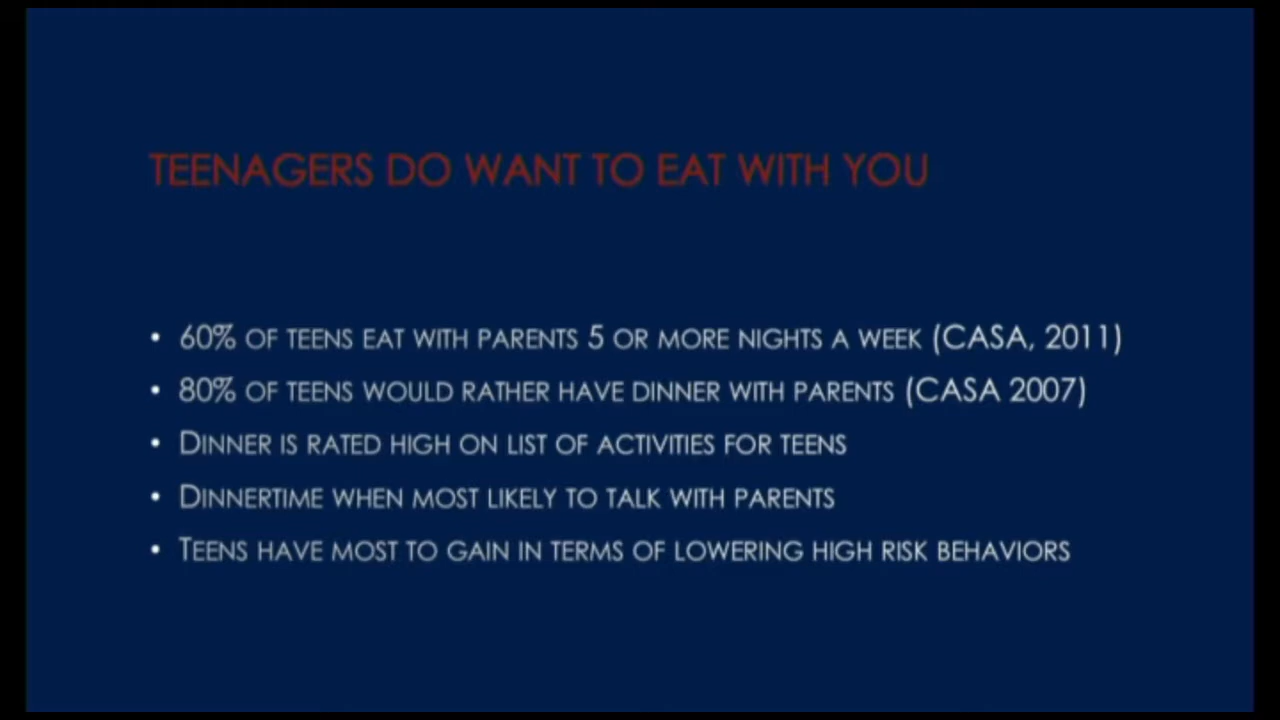 TEENAGERS DO WANT TO EAT WITH YOU
• 60% OF TEENS EAT WITH PARENTS 5 OR MORE NIGHTS A WEEK (CASA, 2011)
• 80% OF TEENS WOULD RATHER HAVE DINNER WITH PARENTS (CASA 2007)
• DINNER IS RATED HIGH ON LIST OF ACTIVITIES FOR TEENS
• DINNERTIME WHEN MOST LIKELY TO TALK WITH PARENTS
• TEENS HAVE MOST TO GAIN IN TERMS OF LOWERING HIGH RISK BEHAVIORS